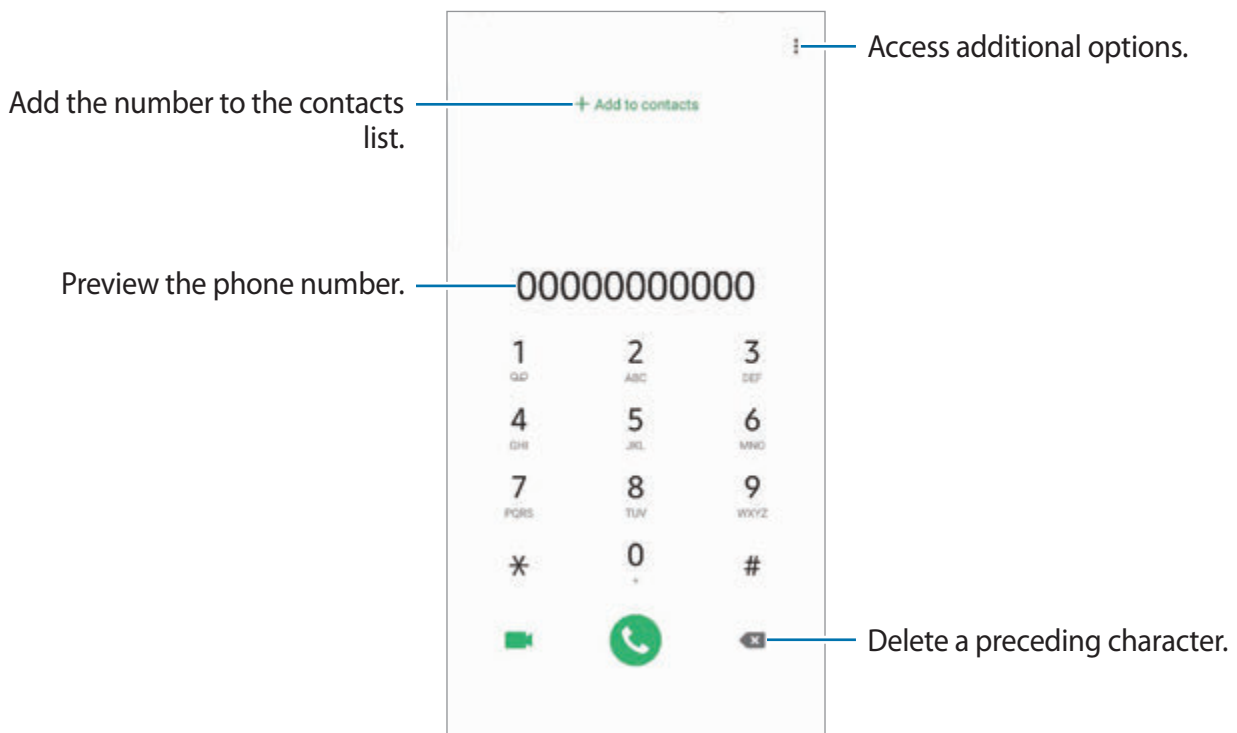 Access additional options.
Add the number to the contacts
list.
+ Add to contacts
Preview the phone number.
00000000000
1 2 3
ABC DEF
4 5 6
GHI JKL MNO
7 8 9
PQRS TUV WXYZ
* 0 #
+
Delete a preceding character.